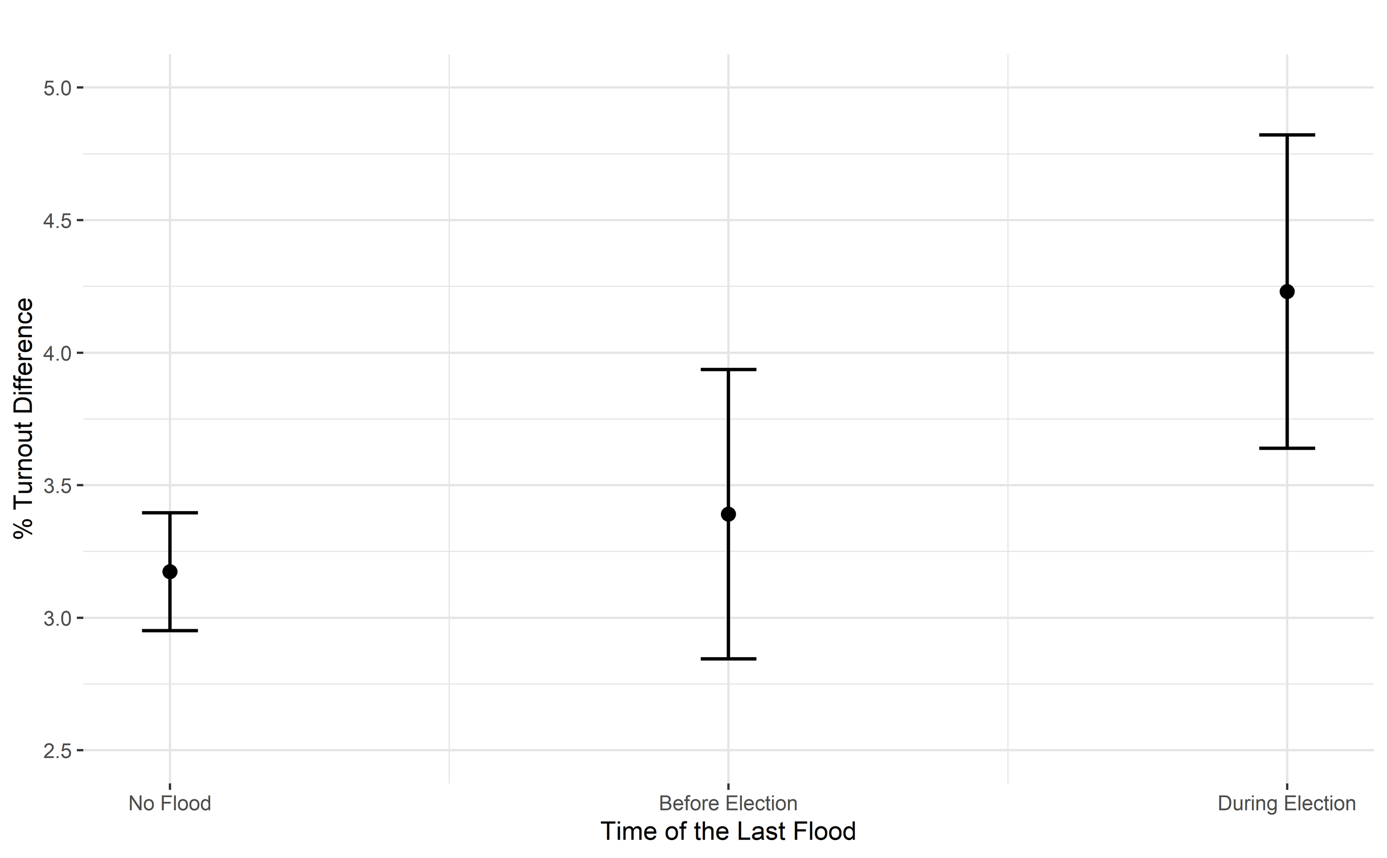 5.0
4.5
4.0
3.5
3.0
2.5
% Turnout Difference
No Flood Before Election During Election
Time of the Last Flood